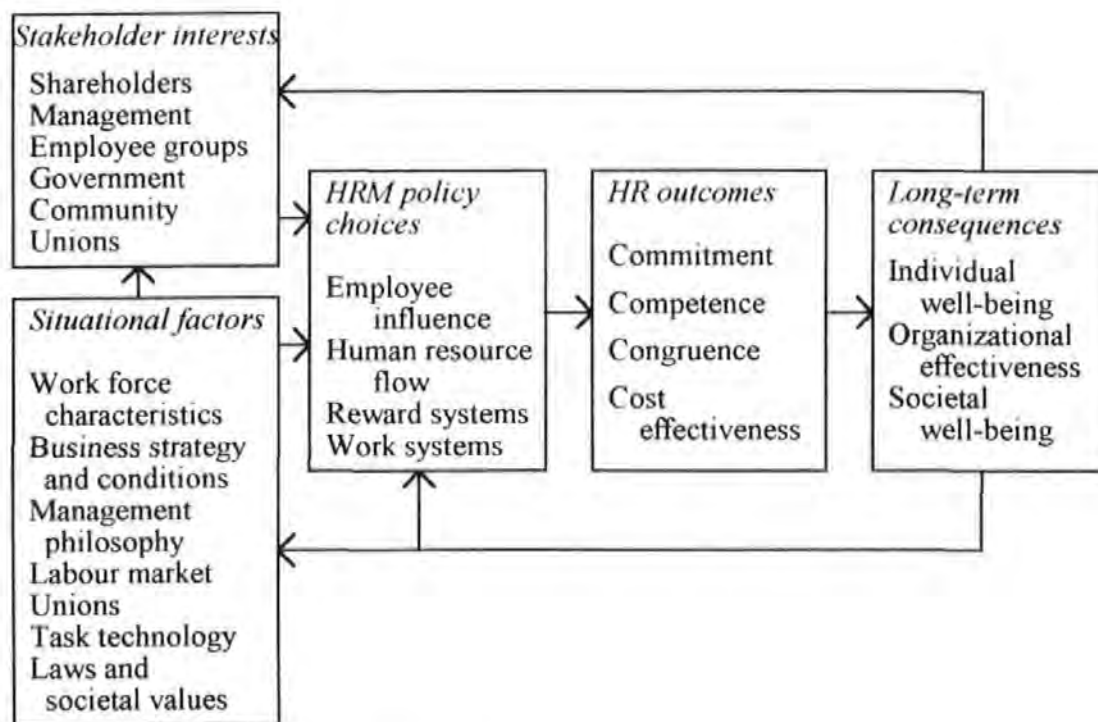 Stakeholder interests
Shareholders
Management
Employee groups
Government
Community
Unions
Situational factors
Work force
characteristics
Business strategy
and conditions
Management
philosophy
Labour market
Unions
Task technology
Laws and
societal values
HRM policy
choices
Employee
influence
Human resource
flow
Reward systems
Work systems
HR outcomes
Commitment
Competence
Congruence
Cost
effectiveness
Long-term
consequences
Individual
well-being
Organizational
effectiveness
Societal
well-being